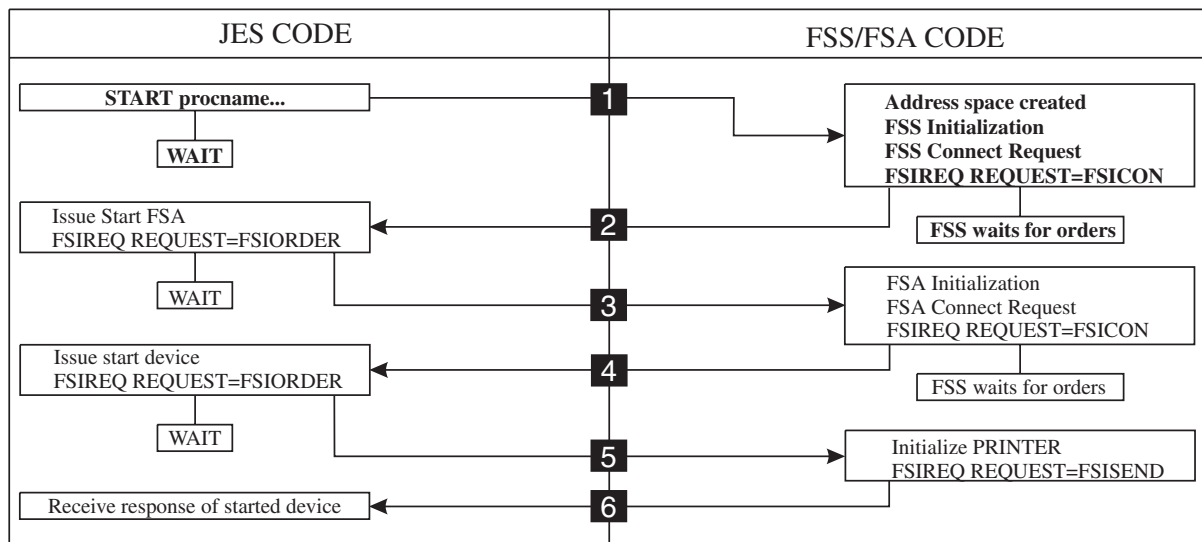 JES CODE
FSS/FSA CODE
START procname...
1
Address space created
FSS Initialization
FSS Connect Request
FSIREQ REQUEST=FSICON
WAIT
2
Issue Start FSA
FSIREQ REQUEST=FSIORDER
FSS waits for orders
WAIT
3
FSA Initialization
FSA Connect Request
FSIREQ REQUEST=FSICON
4
Issue start device
FSIREQ REQUEST=FSIORDER
FSS waits for orders
WAIT
5
Initialize PRINTER
FSIREQ REQUEST=FSISEND
6
Receive response of started device